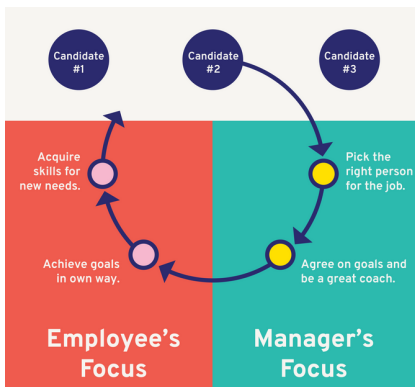 Candidate
#1
Candidate
#2
Candidate
#3
Acquire
skills for
new needs.
Pick the
right person
for the job.
Achieve goals
in own way.
Agree on goals and
be a great coach.
Employee's
Focus
Manager's
Focus